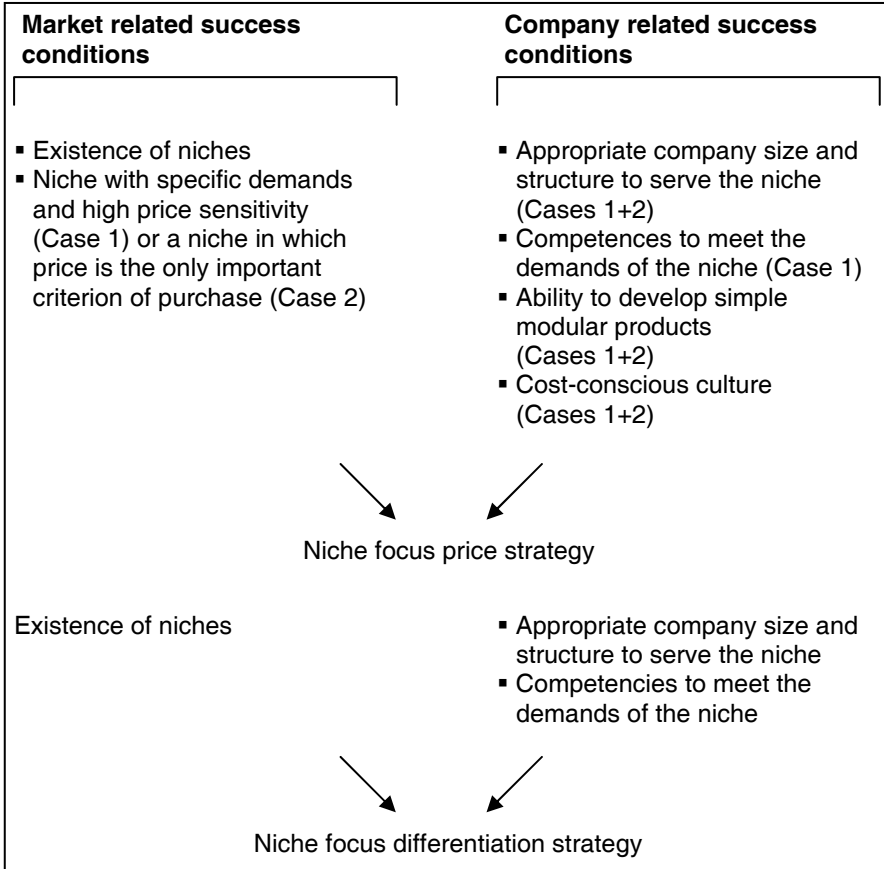 Market related success
conditions
Company related success
conditions
▪ Existence of niches
▪ Niche with specific demands
and high price sensitivity
(Case 1) or a niche in which
price is the only important
criterion of purchase (Case 2)
▪ Appropriate company size and
structure to serve the niche
(Cases 1+2)
▪ Competences to meet the
demands of the niche (Case 1)
▪ Ability to develop simple
modular products
(Cases 1+2)
▪ Cost-conscious culture
(Cases 1+2)
Niche focus price strategy
Existence of niches
▪ Appropriate company size and
structure to serve the niche
▪ Competencies to meet the
demands of the niche
Niche focus differentiation strategy